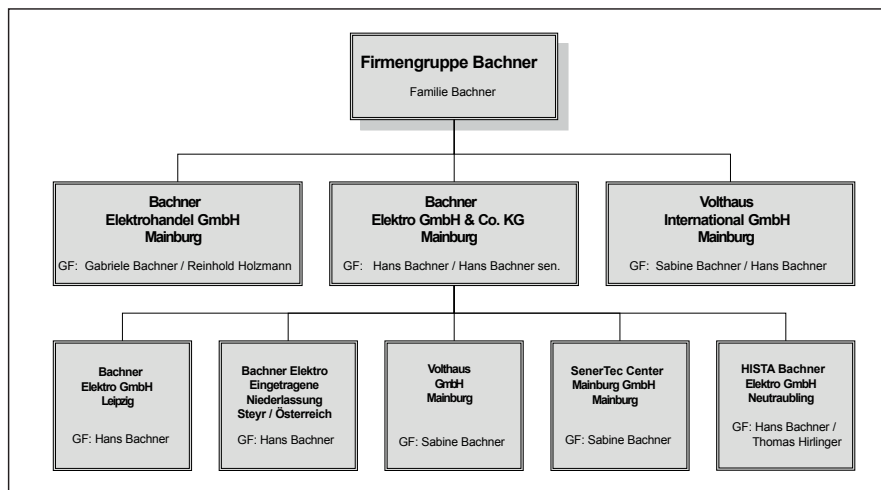 Firmengruppe Bachner
Familie Bachner
Bachner
Elektrohandel GmbH
Mainburg
GF: Gabriele Bachner / Reinhold Holzmann
Bachner
Elektro GmbH & Co. KG
Mainburg
GF: Hans Bachner / Hans Bachner sen.
Volthaus
International GmbH
Mainburg
GF: Sabine Bachner / Hans Bachner
Bachner
Elektro GmbH
Leipzig
GF: Hans Bachner
Bachner Elektro
Eingetragene
Niederlassung
Steyr / Österreich
GF: Hans Bachner
Volthaus
GmbH
Mainburg
GF: Sabine Bachner
SenerTec Center
Mainburg GmbH
Mainburg
GF: Sabine Bachner
HISTA Bachner
Elektro GmbH
Neutraubling
GF: Hans Bachner /
Thomas Hirlinger